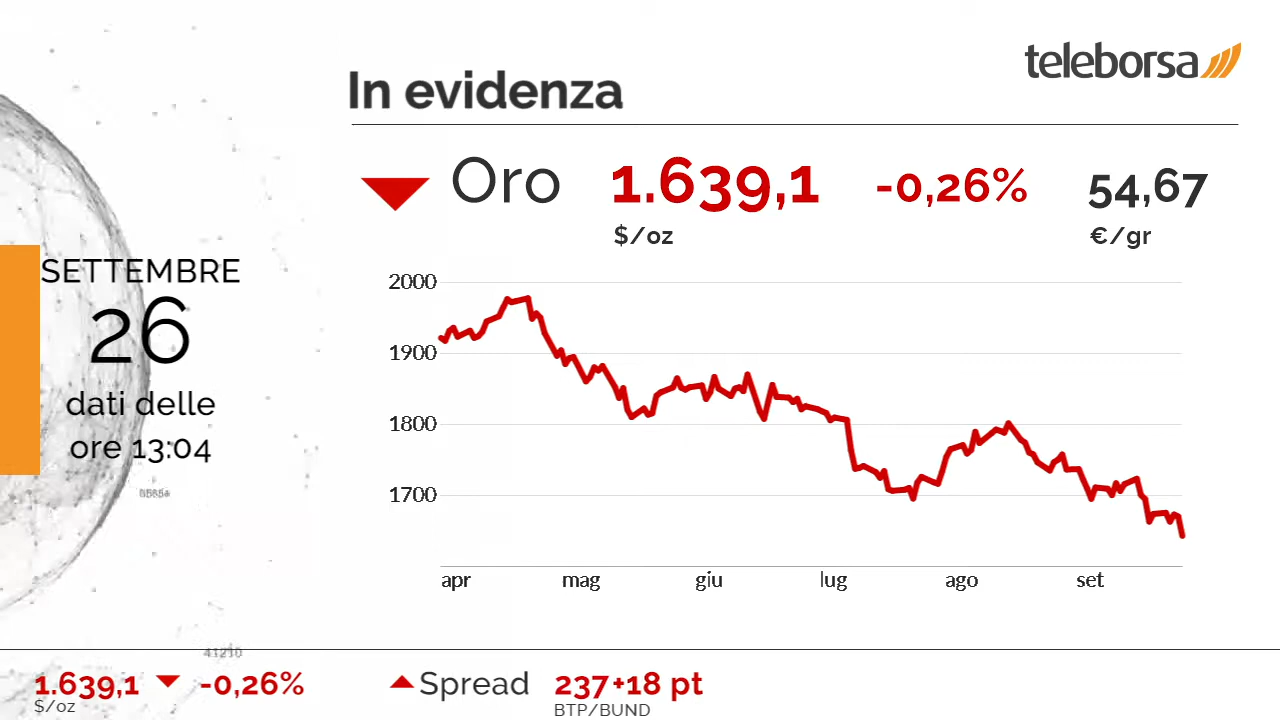 teleborsa
In evidenza
Oro 1.639,1 -0,26% 54,67
$/oz €/gr
SETTEMBRE
26
dati delle
ore 13:04
2000
1900
1800
1700
apr mag giu lug ago set
41210
1.639,1 -0,26% Spread 237+18 pt
$/oz BTP/BUND